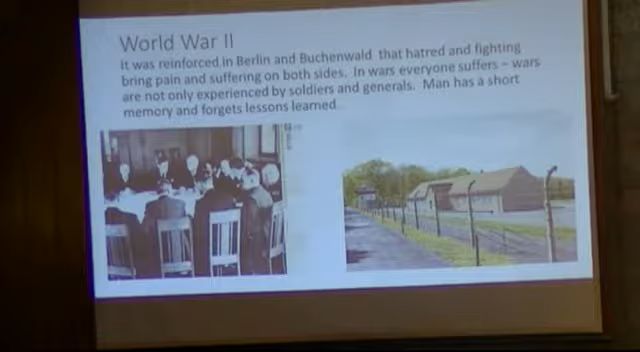 World War II
it was reinforced in Berlin and Buchenwald that hatred and fighting
bring pain and suffering on both sides. In wars everyone suffers – wars
are not only experienced by soldiers and generals. Man has a short
memory and forgets lessons learned.